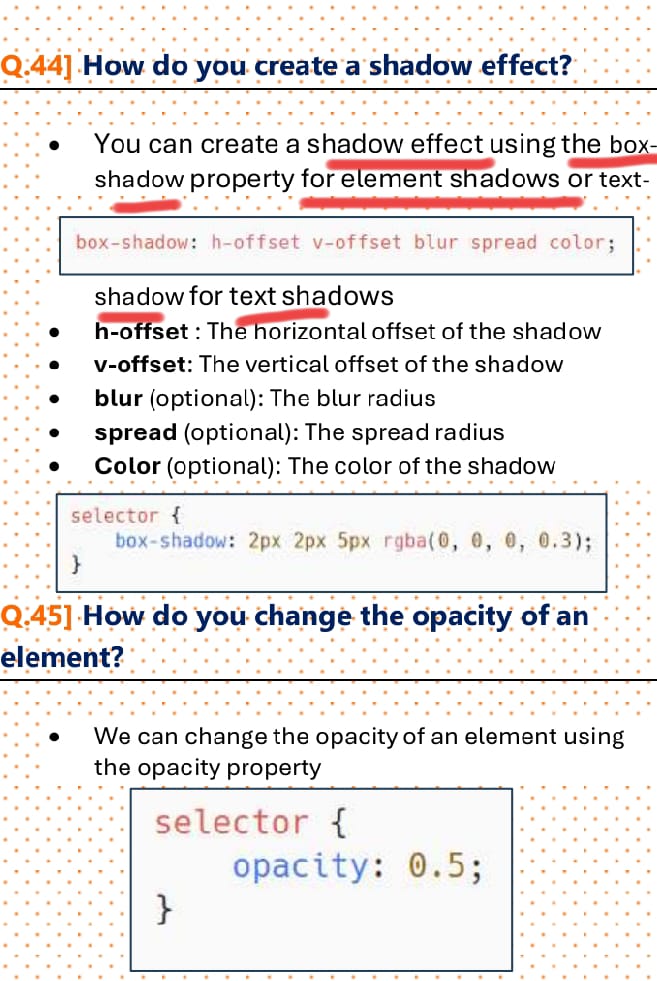 Q.44] How do you create a shadow effect?
• You can create a shadow effect using the box-
shadow property for element shadows or text-
box-shadow: h-offset v-offset blur spread color;
shadow for text shadows
• h-offset : The horizontal offset of the shadow
• v-offset: The vertical offset of the shadow
• blur (optional): The blur radius
• spread (optional): The spread radius
• Color (optional): The color of the shadow
selector {
box-shadow: 2px 2px 5px rgba(0, 0, 0, 0.3);
}
Q.45] How do you change the opacity of an
element?
• We can change the opacity of an element using
the opacity property
selector {
opacity: 0.5;
}